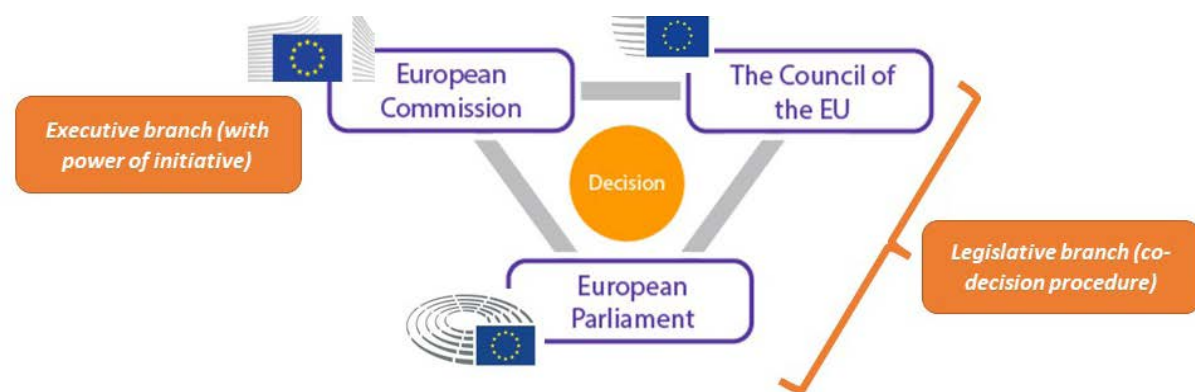 European
Commission
The Council of
the EU
Executive branch (with
power of initiative)
Decision
Legislative branch (co-
decision procedure)
European
Parliament